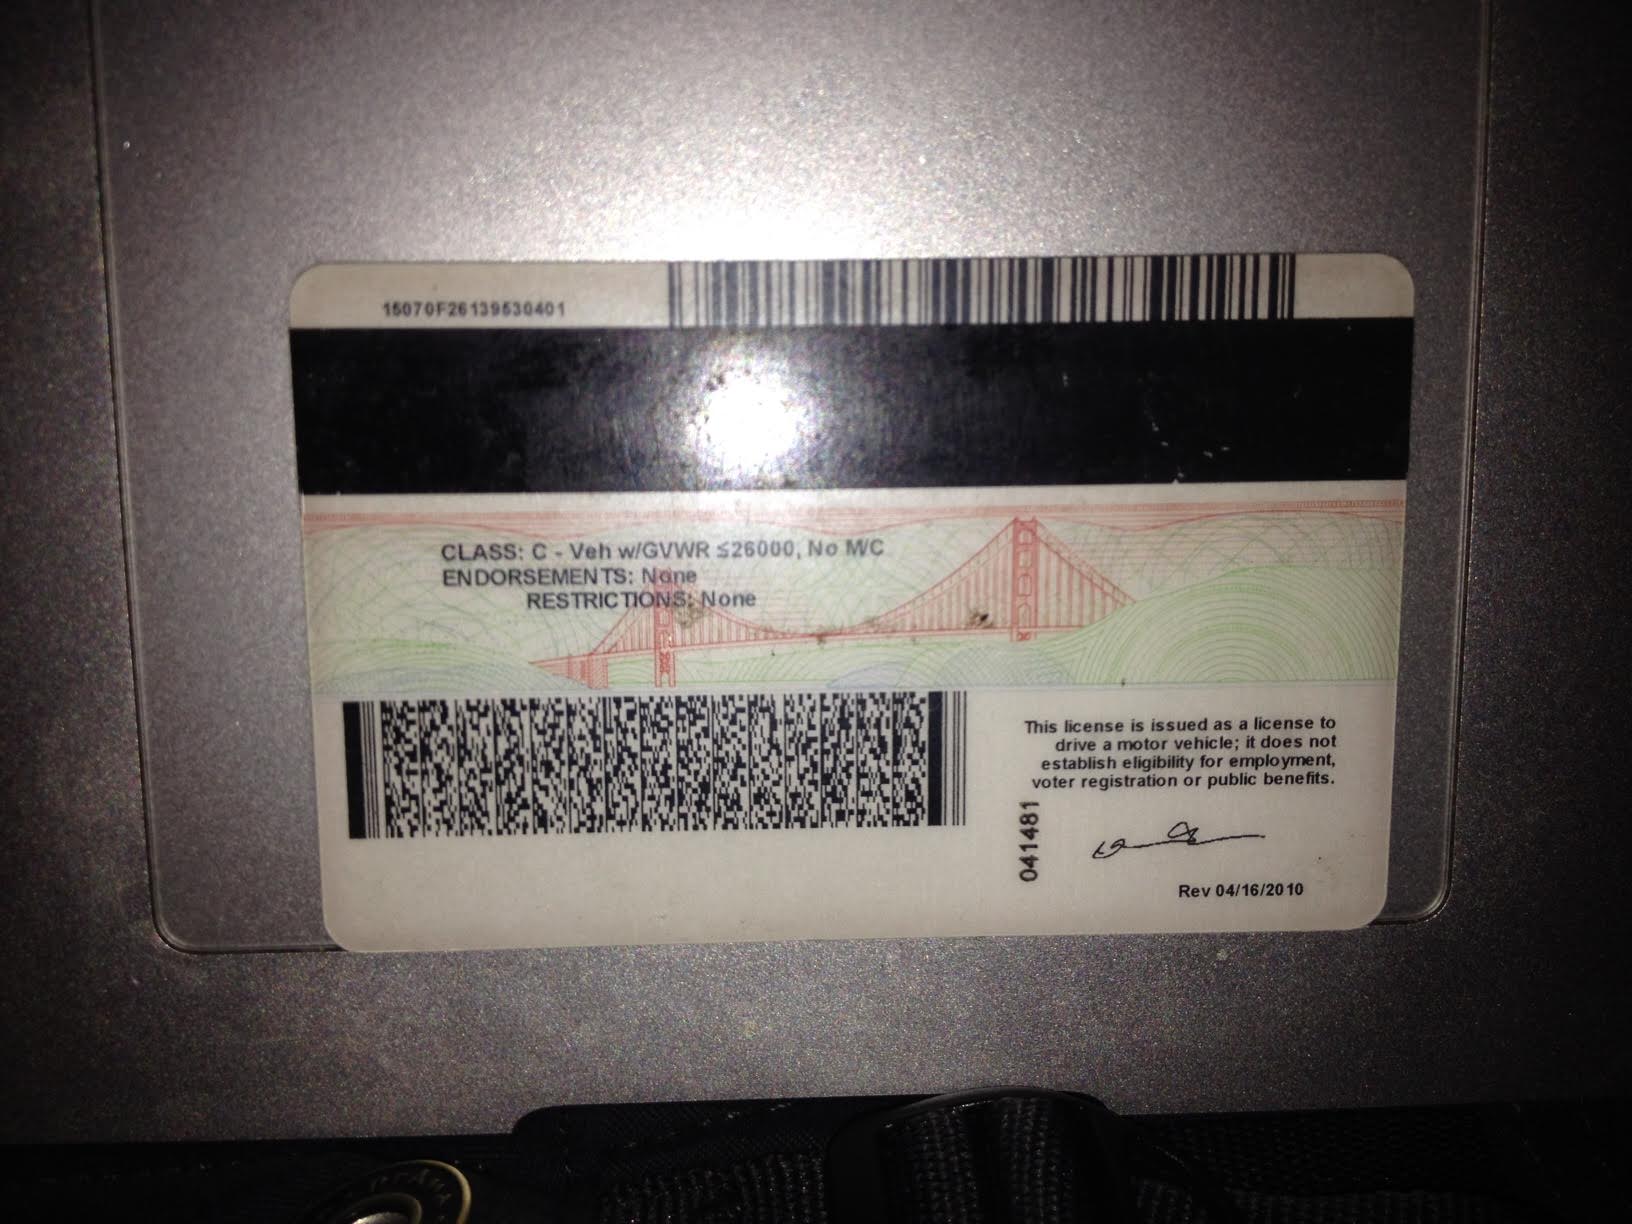 15070F26139530401
CLASS: C - Veh w/GVWR ≤26000, No M/C
ENDORSEMENTS: None
RESTRICTIONS: None
This license is issued as a license to
drive a motor vehicle; it does not
establish eligibility for employment,
voter registration or public benefits.
041481
Rev 04/16/2010